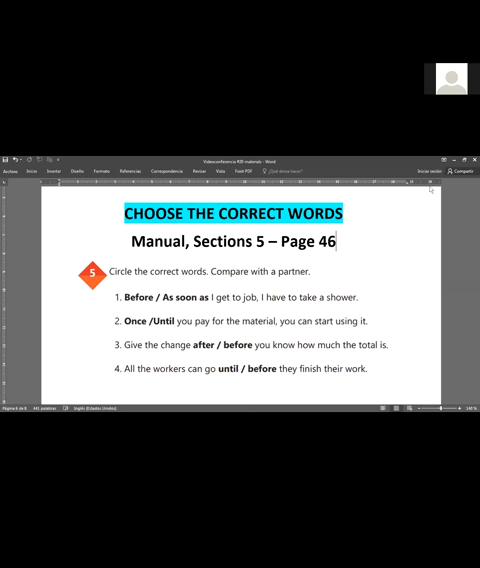 Videoconferencia R39 materials - Word
Archivo Inicio Insertar Diseño Formato Referencias Correspondencia Revisar Vista Foxit PDF ¿Qué desea hacer? Iniciar sesión Compartir
CHOOSE THE CORRECT WORDS
Manual, Sections 5 – Page 46
5 Circle the correct words. Compare with a partner.
1. Before / As soon as I get to job, I have to take a shower.
2. Once /Until you pay for the material, you can start using it.
3. Give the change after / before you know how much the total is.
4. All the workers can go until / before they finish their work.
Página 6 de 8 441 palabras Inglés (Estados Unidos) 140 %